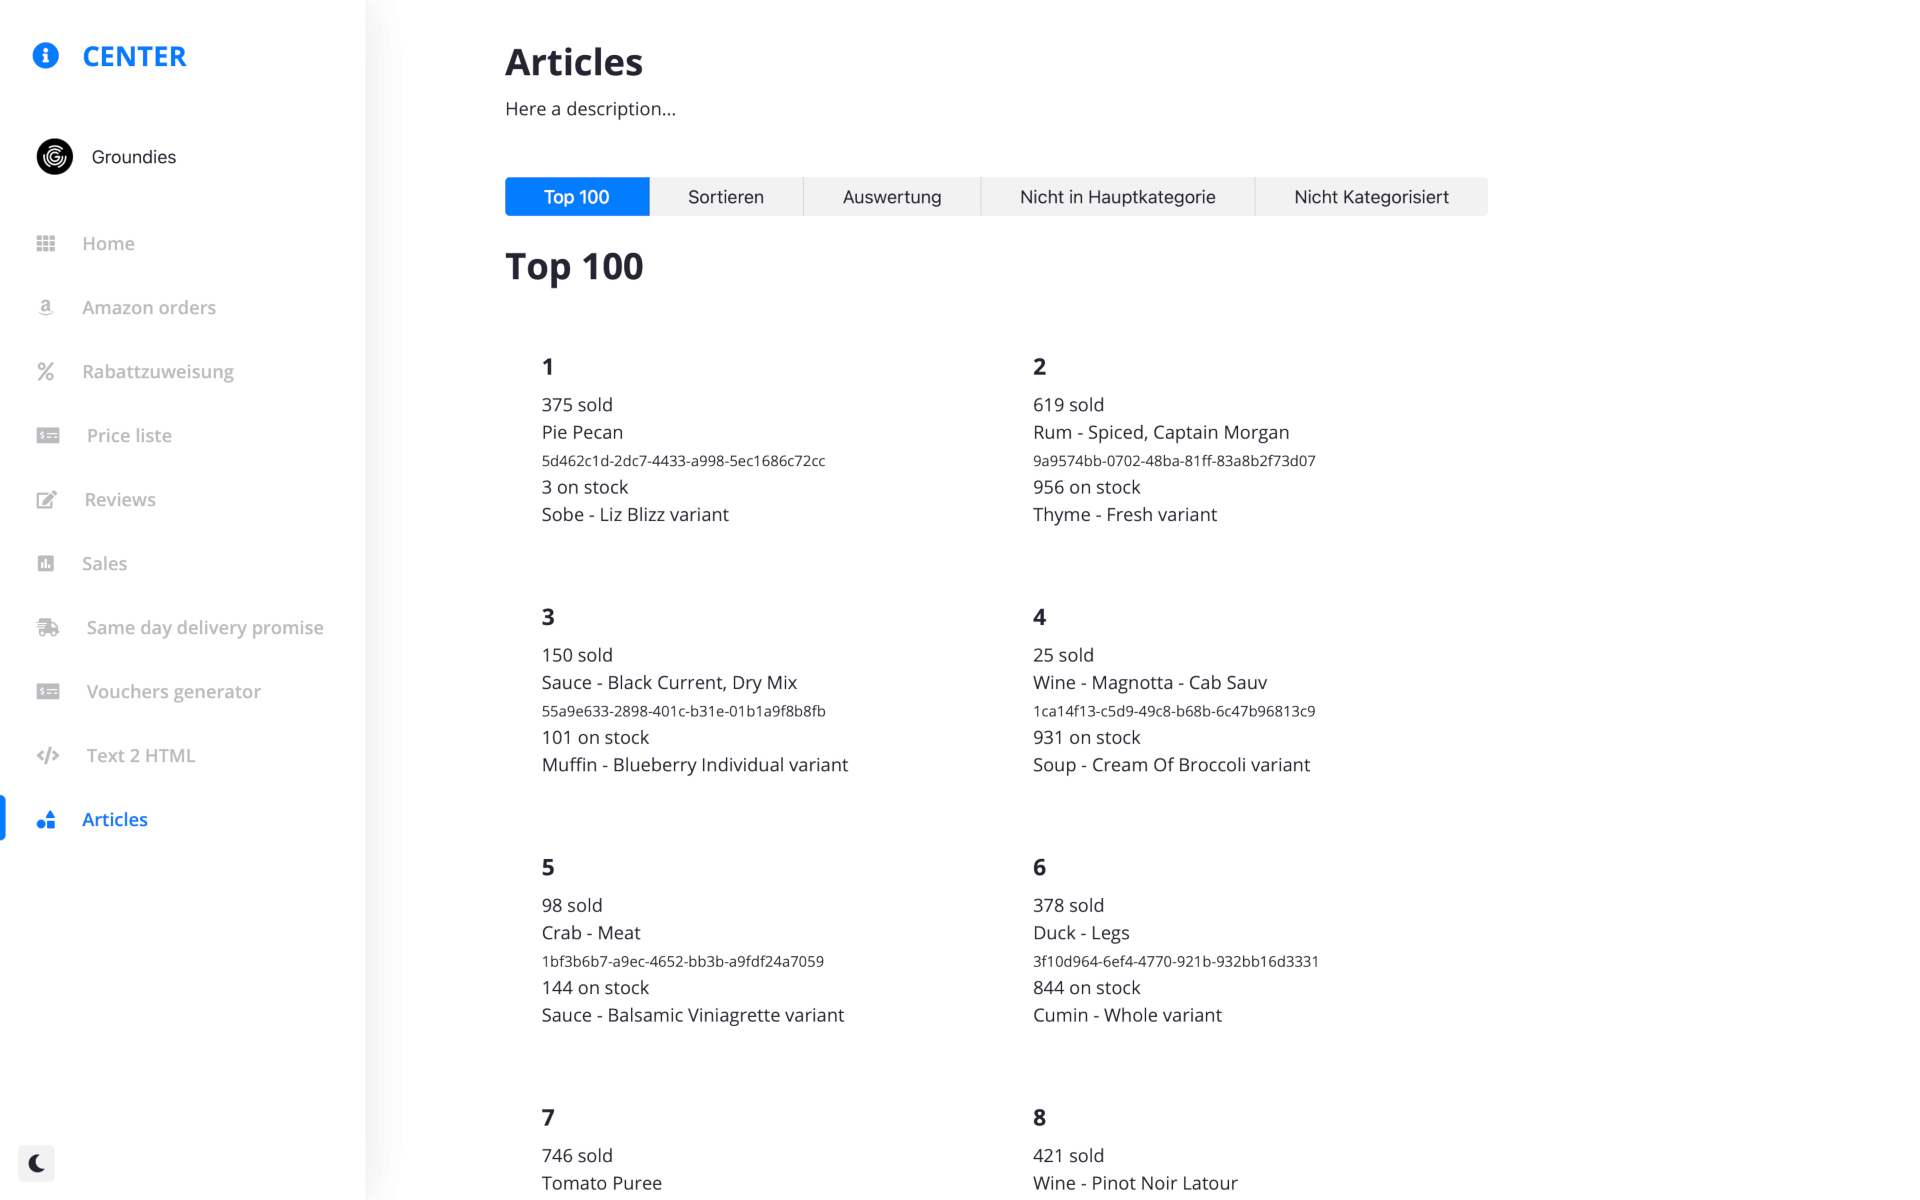 CENTER
Groundies
Home
Amazon orders
Rabattzuweisung
Price liste
Reviews
Sales
Same day delivery promise
Vouchers generator
Text 2 HTML
Articles
Articles
Here a description...
Top 100
Sortieren
Auswertung
Nicht in Hauptkategorie
Nicht Kategorisiert
Top 100
1
375 sold
Pie Pecan
5d462c1d-2dc7-4433-a998-5ec1686c72cc
3 on stock
Sobe - Liz Blizz variant
2
619 sold
Rum - Spiced, Captain Morgan
9a9574bb-0702-48ba-81ff-83a8b2f73d07
956 on stock
Thyme - Fresh variant
3
150 sold
Sauce - Black Current, Dry Mix
55a9e633-2898-401c-b31e-01b1a9f8b8fb
101 on stock
Muffin - Blueberry Individual variant
4
25 sold
Wine - Magnotta - Cab Sauv
1ca14f13-c5d9-49c8-b68b-6c47b96813c9
931 on stock
Soup - Cream Of Broccoli variant
5
98 sold
Crab - Meat
1bf3b6b7-a9ec-4652-bb3b-a9fdf24a7059
144 on stock
Sauce - Balsamic Viniagrette variant
6
378 sold
Duck - Legs
3f10d964-6ef4-4770-921b-932bb16d3331
844 on stock
Cumin - Whole variant
7
746 sold
Tomato Puree
8
421 sold
Wine - Pinot Noir Latour